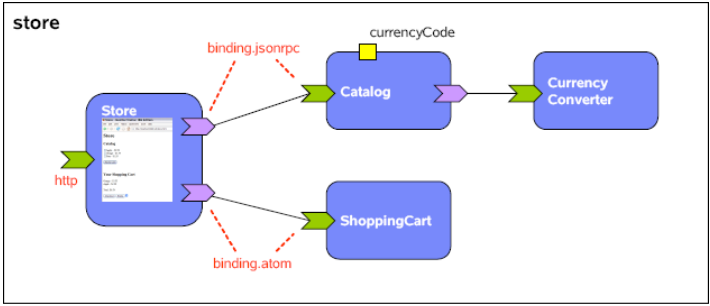 store
currencyCode
binding.jsonrpc
Catalog
Currency
Converter
Store
http
ShoppingCart
binding.atom